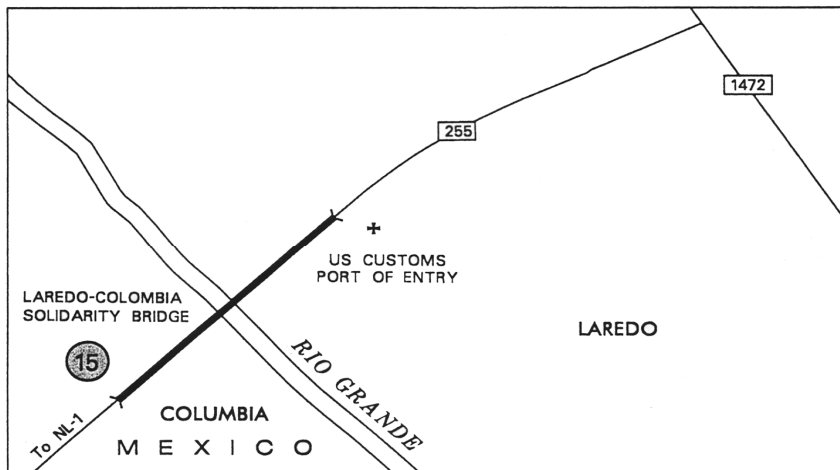 1472
255
US CUSTOMS
PORT OF ENTRY
LAREDO-COLOMBIA
SOLIDARITY BRIDGE
LAREDO
15
RIO GRANDE
COLUMBIA
To NL-1
MEXICO